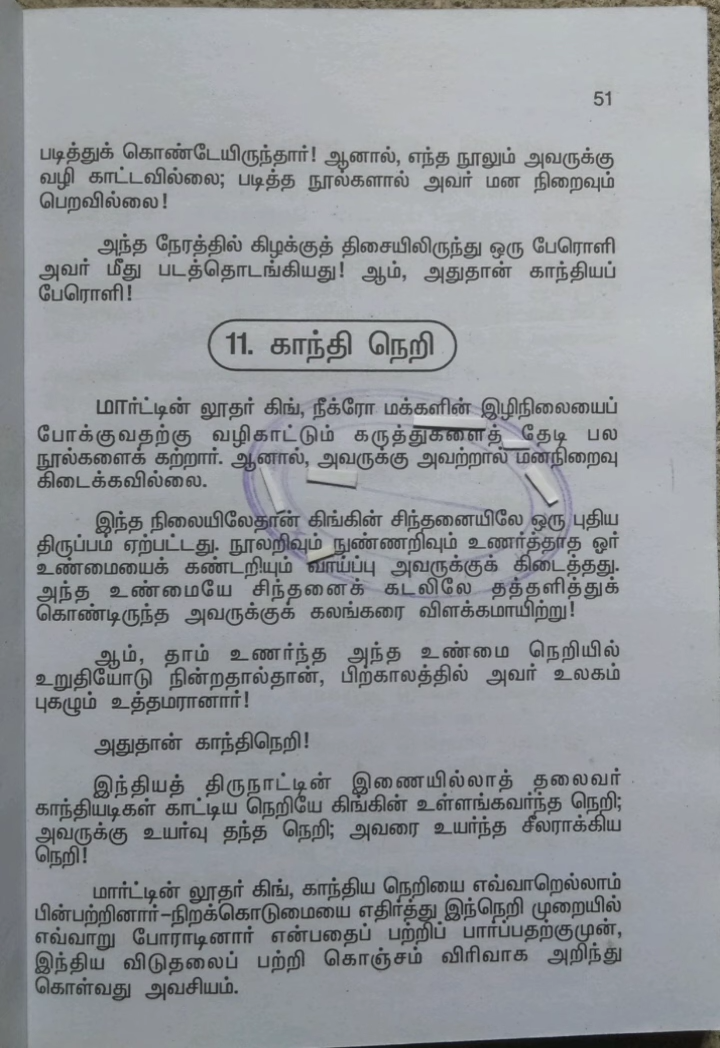 51
படித்துக் கொண்டேயிருந்தார்! ஆனால், எந்த நூலும் அவருக்கு
வழி காட்டவில்லை; படித்த நூல்களால் அவர் மன நிறைவும்
பெறவில்லை!
அந்த நேரத்தில் கிழக்குத் திசையிலிருந்து ஒரு பேரொளி
அவர் மீது படத்தொடங்கியது! ஆம், அதுதான் காந்தியப்
பேரொளி!
11. காந்தி நெறி
மார்ட்டின் லூதர் கிங், நீக்ரோ மக்களின் இழிநிலையைப்
போக்குவதற்கு வழிகாட்டும் கருத்துகளைத் தேடி பல
நூல்களைக் கற்றார். ஆனால், அவருக்கு அவற்றால் மனநிறைவு
கிடைக்கவில்லை.
இந்த நிலையிலேதான் கிங்கின் சிந்தனையிலே ஒரு புதிய
திருப்பம் ஏற்பட்டது. நூலறிவும் நுண்ணறிவும் உணர்த்தாத ஓர்
உண்மையைக் கண்டறியும் வாய்ப்பு அவருக்குக் கிடைத்தது.
அந்த உண்மையே சிந்தனைக் கடலிலே தத்தளித்துக்
கொண்டிருந்த அவருக்குக் கலங்கரை விளக்கமாயிற்று!
ஆம், தாம் உணர்ந்த அந்த உண்மை நெறியில்
உறுதியோடு நின்றதால்தான், பிற்காலத்தில் அவர் உலகம்
புகழும் உத்தமரானார்!
அதுதான் காந்திநெறி!
இந்தியத் திருநாட்டின் இணையில்லாத் தலைவர்
காந்தியடிகள் காட்டிய நெறியே கிங்கின் உள்ளங்கவர்ந்த நெறி;
அவருக்கு உயர்வு தந்த நெறி; அவரை உயர்ந்த சீலராக்கிய
நெறி!
மார்ட்டின் லூதர் கிங், காந்திய நெறியை எவ்வாறெல்லாம்
பின்பற்றினார்-நிறக்கொடுமையை எதிர்த்து இந்நெறி முறையில்
எவ்வாறு போராடினார் என்பதைப் பற்றிப் பார்ப்பதற்குமுன்,
இந்திய விடுதலைப் பற்றி கொஞ்சம் விரிவாக அறிந்து
கொள்வது அவசியம்.